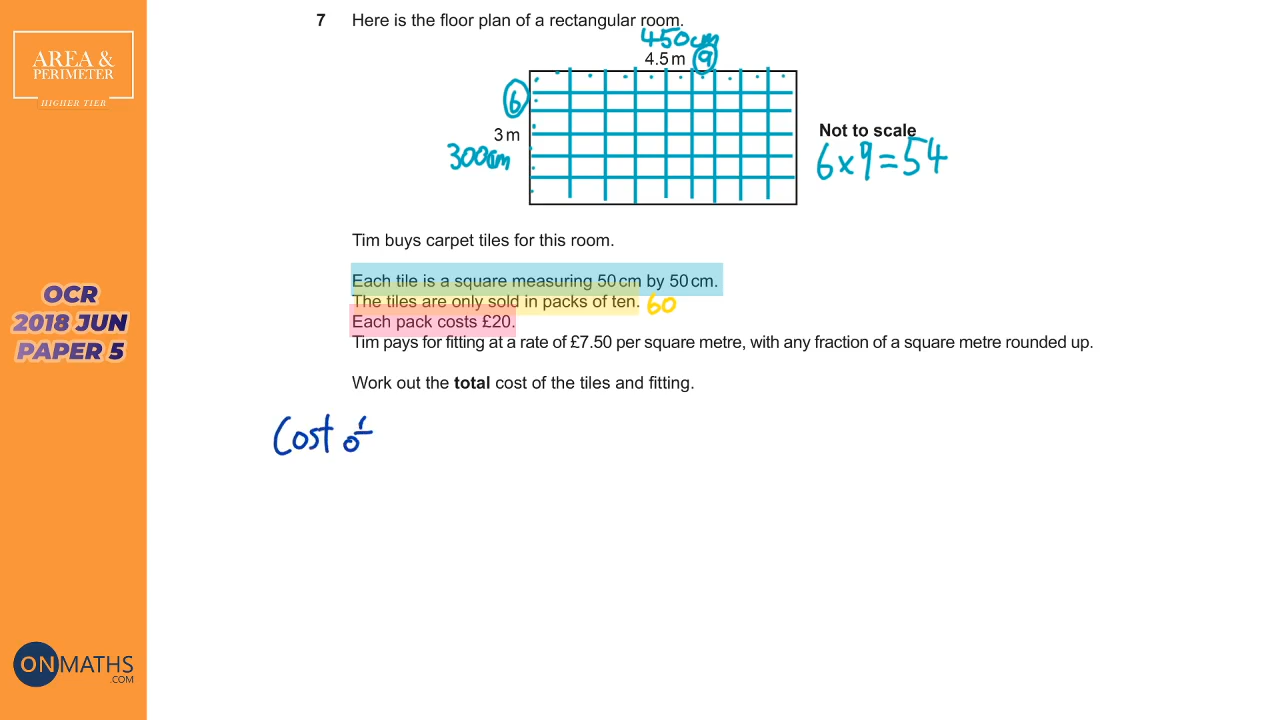 AREA &
PERIMETER
HIGHER TIER
OCR
2018 JUN
PAPER 5
ONMATHS
.COM
7 Here is the floor plan of a rectangular room.
450cm
4.5 m 9
6
3 m
300cm
Not to scale
6x9=54
Tim buys carpet tiles for this room.
Each tile is a square measuring 50 cm by 50 cm.
The tiles are only sold in packs of ten. 60
Each pack costs £20.
Tim pays for fitting at a rate of £7.50 per square metre, with any fraction of a square metre rounded up.
Work out the total cost of the tiles and fitting.
Cost